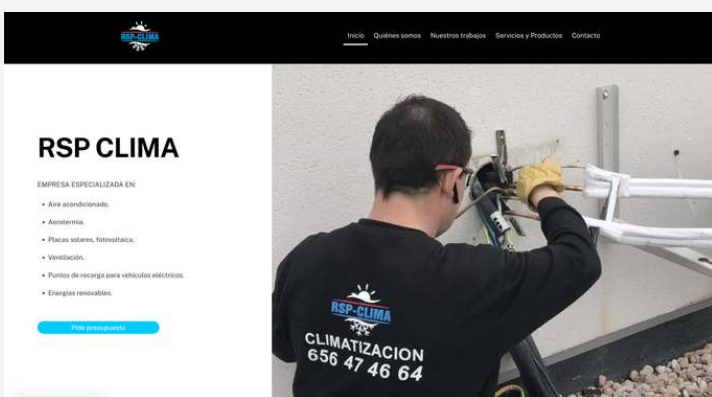 RSP-CLIMA
Inicio Quiénes somos Nuestros trabajos Servicios y Productos Contacto
RSP CLIMA
EMPRESA ESPECIALIZADA EN:
• Aire acondicionado.
• Aerotermia.
• Placas solares, fotovoltaica.
• Ventilación.
• Puntos de recarga para vehículos eléctricos.
• Energías renovables.
Pide presupuesto
RSP-CLIMA
CLIMATIZACION
656 47 46 64